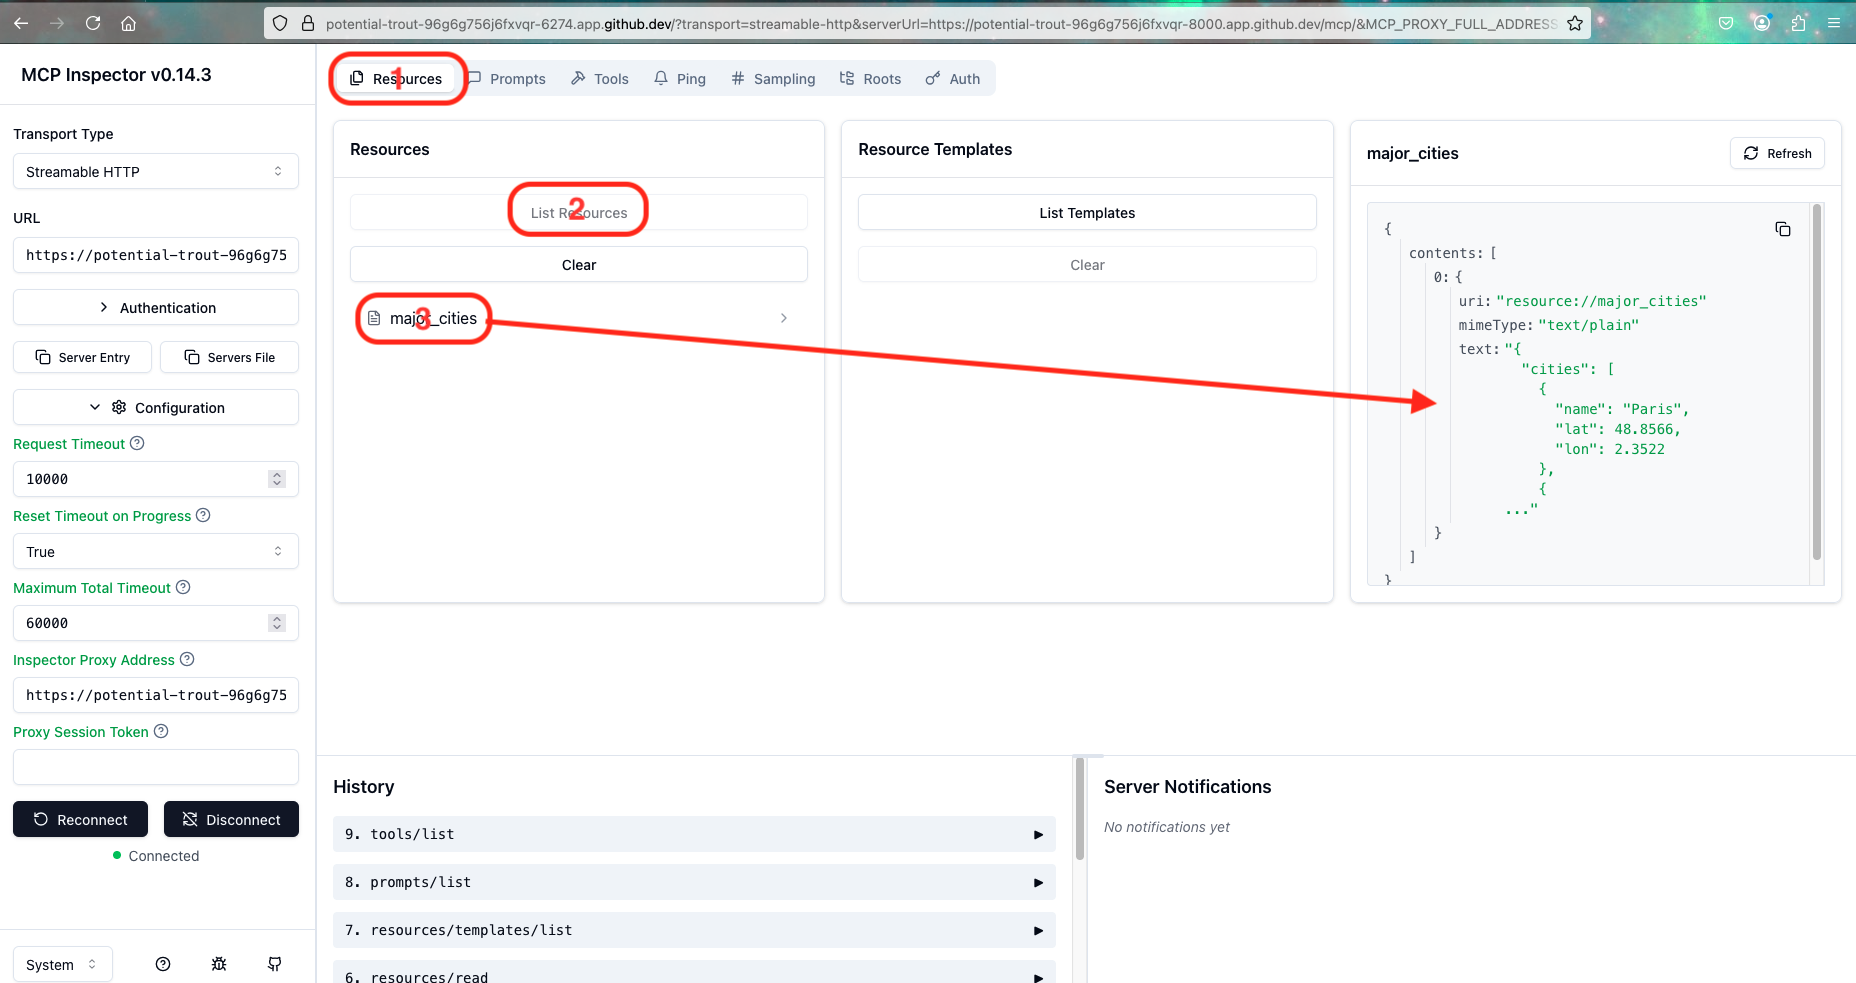 potential-trout-96g6g756j6fxvqr-6274.app.github.dev/?transport=streamable-http&serverUrl=https://potential-trout-96g6g756j6fxvqr-8000.app.github.dev/mcp/&MCP_PROXY_FULL_ADDRESS
MCP Inspector v0.14.3
Transport Type
Streamable HTTP
URL
https://potential-trout-96g6g75
Authentication
Server Entry
Servers File
Configuration
Request Timeout
10000
Reset Timeout on Progress
True
Maximum Total Timeout
60000
Inspector Proxy Address
https://potential-trout-96g6g75
Proxy Session Token
Reconnect
Disconnect
Connected
System
Resources
1
Prompts
Tools
Ping
Sampling
Roots
Auth
Resources
List Resources
2
Clear
major_cities
3
Resource Templates
List Templates
Clear
major_cities
Refresh
{
contents: [
0: {
uri: "resource://major_cities"
mimeType: "text/plain"
text: "{
"cities": [
{
"name": "Paris",
"lat": 48.8566,
"lon": 2.3522
},
{
..."
}
]
}
History
9. tools/list
8. prompts/list
7. resources/templates/list
6. resources/read
Server Notifications
No notifications yet